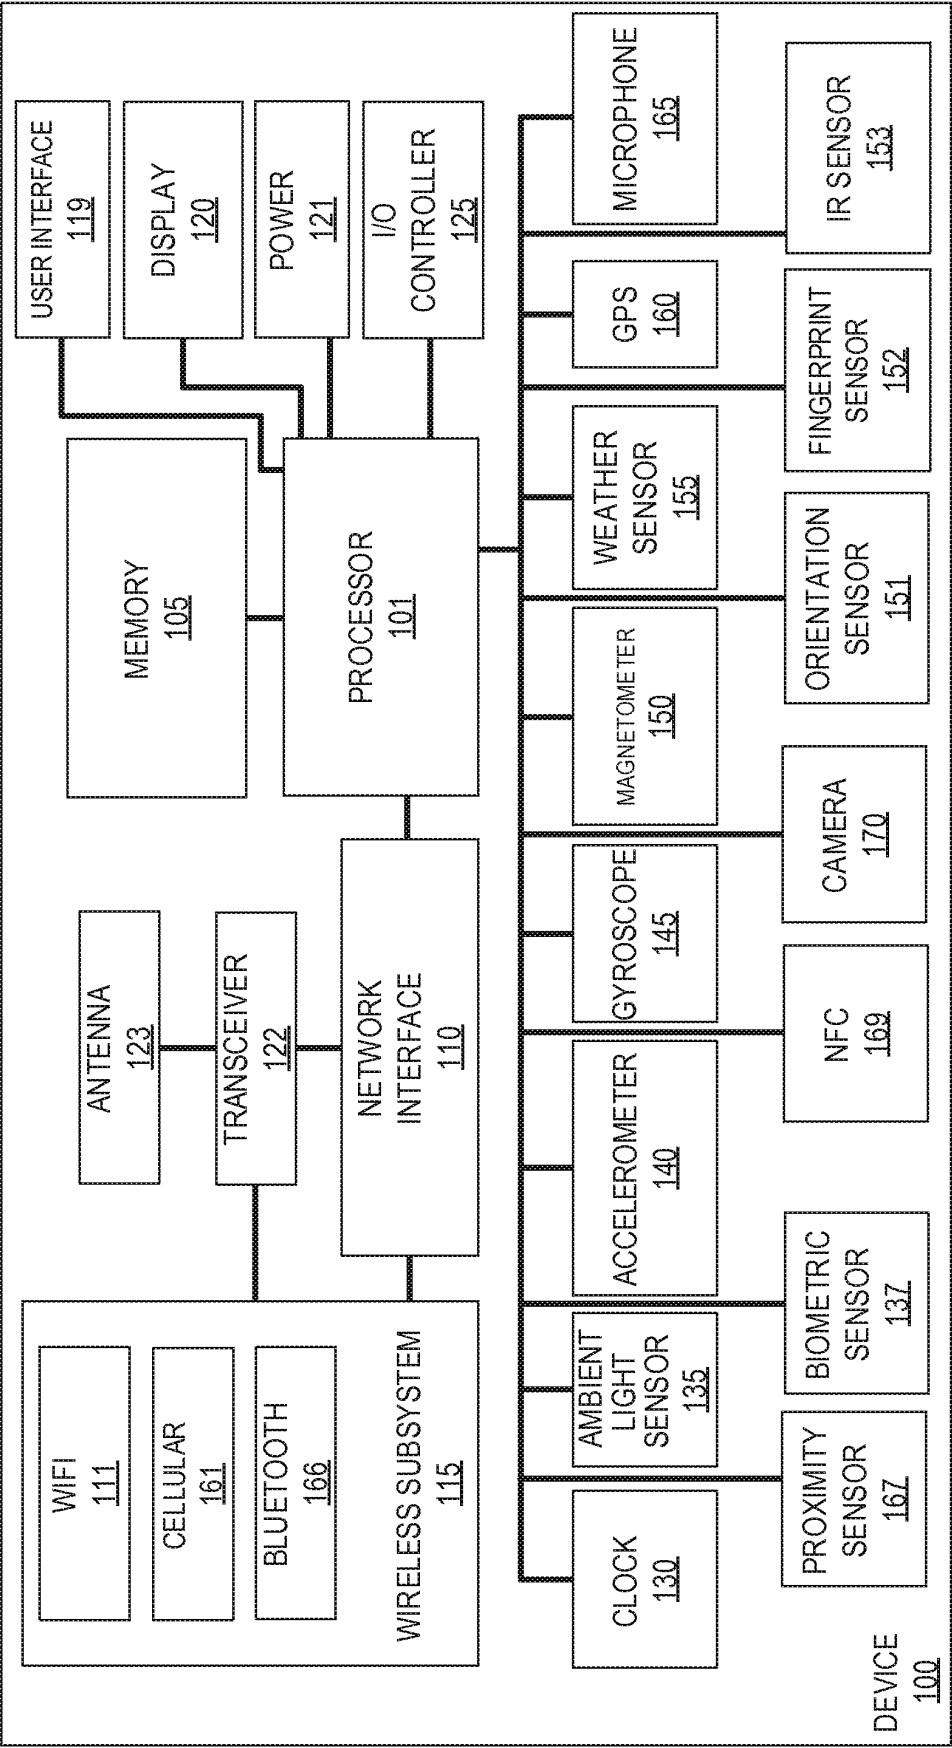 WIFI
111
CELLULAR
161
BLUETOOTH
166
WIRELESS SUBSYSTEM
115
ANTENNA
123
TRANSCEIVER
122
NETWORK
INTERFACE
110
MEMORY
105
PROCESSOR
101
USER INTERFACE
119
DISPLAY
120
POWER
121
I/O
CONTROLLER
125
CLOCK
130
AMBIENT
LIGHT
SENSOR
135
ACCELEROMETER
140
GYROSCOPE
145
MAGNETOMETER
150
WEATHER
SENSOR
155
GPS
160
MICROPHONE
165
PROXIMITY
SENSOR
167
BIOMETRIC
SENSOR
137
NFC
169
CAMERA
170
ORIENTATION
SENSOR
151
FINGERPRINT
SENSOR
152
IR SENSOR
153
DEVICE
100